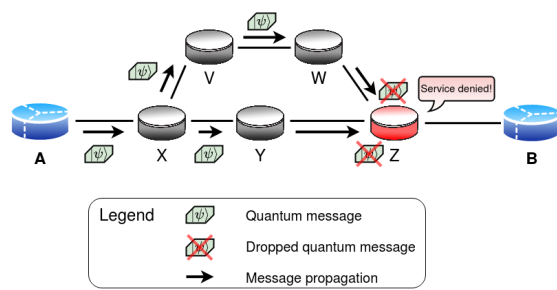 |ψ⟩
V
W
|ψ⟩
|ψ⟩
Service denied!
A
X
Y
Z
B
|ψ⟩
|ψ⟩
|ψ⟩
Legend
|ψ⟩ Quantum message
|ψ⟩ Dropped quantum message
Message propagation